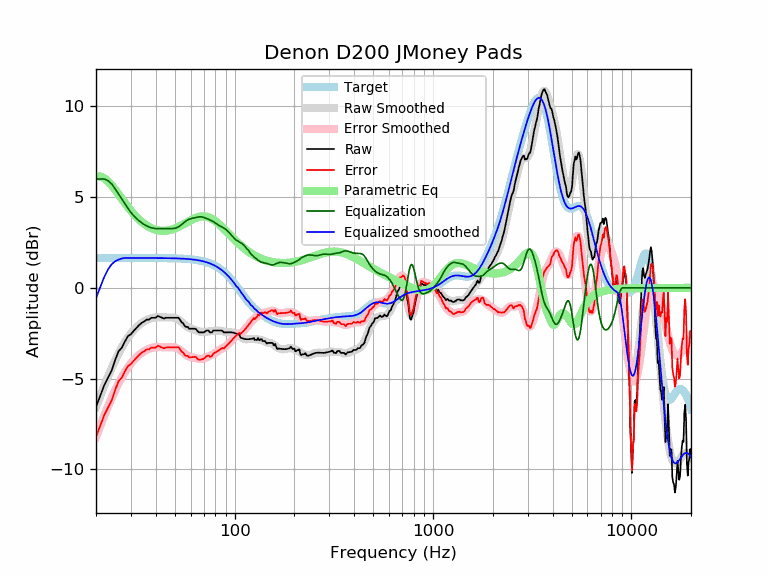 Denon D200 JMoney Pads
Target
Raw Smoothed
Error Smoothed
Raw
Error
Parametric Eq
Equalization
Equalized smoothed
Amplitude (dBr)
10
5
0
−5
−10
100
1000
10000
Frequency (Hz)